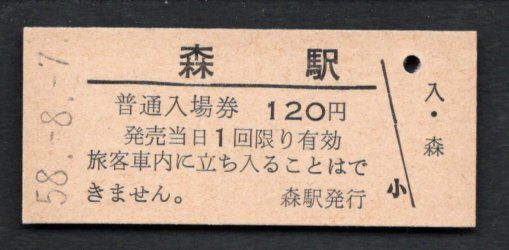 森駅
普通入場券 120円
発売当日1回限り有効
旅客車内に立ち入ることはで
きません。 森駅発行
58.-8.-7.
入・森
小